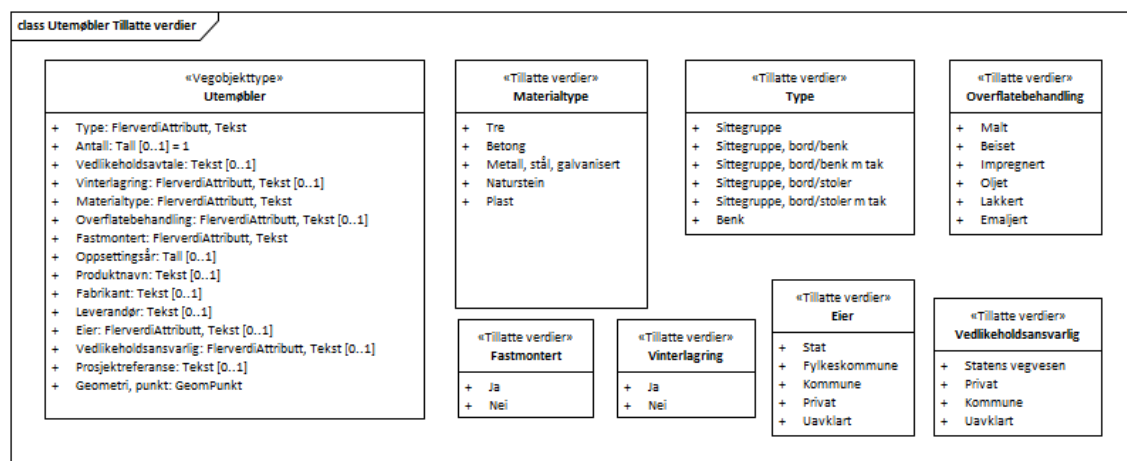 class Utemøbler Tillatte verdier
«Vegobjekttype»
Utemøbler
+ Type: FlerverdiAttributt, Tekst
+ Antall: Tall [0..1] = 1
+ Vedlikeholdsavtale: Tekst [0..1]
+ Vinterlagring: FlerverdiAttributt, Tekst [0..1]
+ Materialtype: FlerverdiAttributt, Tekst
+ Overflatebehandling: FlerverdiAttributt, Tekst [0..1]
+ Fastmontert: FlerverdiAttributt, Tekst
+ Oppsettingsår: Tall [0..1]
+ Produktnavn: Tekst [0..1]
+ Fabrikant: Tekst [0..1]
+ Leverandør: Tekst [0..1]
+ Eier: FlerverdiAttributt, Tekst [0..1]
+ Vedlikeholdsansvarlig: FlerverdiAttributt, Tekst [0..1]
+ Prosjektreferanse: Tekst [0..1]
+ Geometri, punkt: GeomPunkt
«Tillatte verdier»
Materialtype
+ Tre
+ Betong
+ Metall, stål, galvanisert
+ Naturstein
+ Plast
«Tillatte verdier»
Type
+ Sittegruppe
+ Sittegruppe, bord/benk
+ Sittegruppe, bord/benk m tak
+ Sittegruppe, bord/stoler
+ Sittegruppe, bord/stoler m tak
+ Benk
«Tillatte verdier»
Overflatebehandling
+ Malt
+ Beiset
+ Impregnert
+ Oljet
+ Lakkert
+ Emaljert
«Tillatte verdier»
Fastmontert
+ Ja
+ Nei
«Tillatte verdier»
Vinterlagring
+ Ja
+ Nei
«Tillatte verdier»
Eier
+ Stat
+ Fylkeskommune
+ Kommune
+ Privat
+ Uavklart
«Tillatte verdier»
Vedlikeholdsansvarlig
+ Statens vegvesen
+ Privat
+ Kommune
+ Uavklart